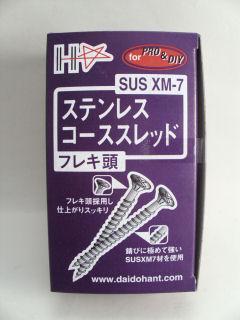 HW
for PRO & DIY
SUS XM-7
ステンレス
コーススレッド
フレキ頭
フレキ頭採用し
仕上がりスッキリ
錆びに極めて強い
SUSXM7材を使用
www.daidohant.com